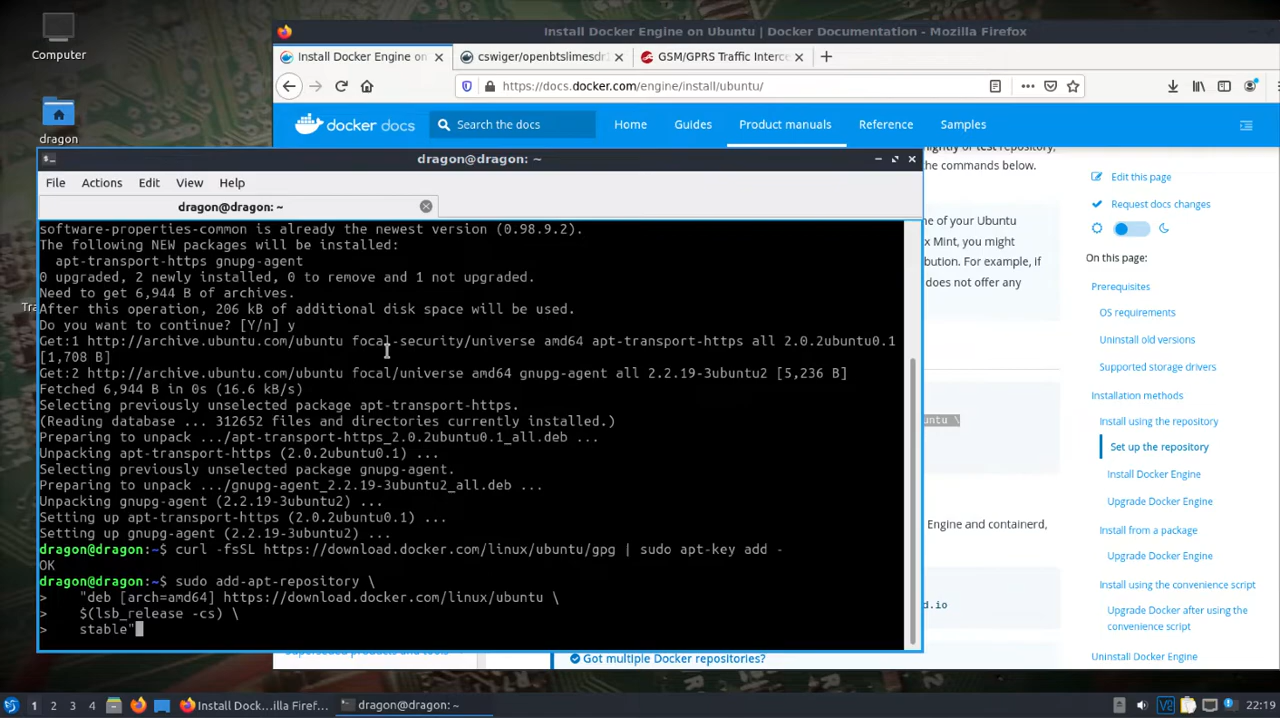 Computer
dragon
Install Docker Engine on Ubuntu | Docker Documentation - Mozilla Firefox
Install Docker Engine on
cswiger/openbtslimesdr
GSM/GPRS Traffic Interce
https://docs.docker.com/engine/install/ubuntu/
docker docs
Search the docs
Home
Guides
Product manuals
Reference
Samples
or test repository,
the commands below.
ne of your Ubuntu
x Mint, you might
bution. For example, if
s not offer any
untu \
Engine and containerd,
d.io
Got multiple Docker repositories?
Edit this page
Request docs changes
On this page:
Prerequisites
OS requirements
Uninstall old versions
Supported storage drivers
Installation methods
Install using the repository
Set up the repository
Install Docker Engine
Upgrade Docker Engine
Install from a package
Upgrade Docker Engine
Install using the convenience script
Upgrade Docker after using the
convenience script
Uninstall Docker Engine
dragon@dragon: ~
File
Actions
Edit
View
Help
dragon@dragon: ~
software-properties-common is already the newest version (0.98.9.2).
The following NEW packages will be installed:
apt-transport-https gnupg-agent
0 upgraded, 2 newly installed, 0 to remove and 1 not upgraded.
Need to get 6,944 B of archives.
After this operation, 206 kB of additional disk space will be used.
Do you want to continue? [Y/n] y
Get:1 http://archive.ubuntu.com/ubuntu focal-security/universe amd64 apt-transport-https all 2.0.2ubuntu0.1
[1,708 B]
Get:2 http://archive.ubuntu.com/ubuntu focal/universe amd64 gnupg-agent all 2.2.19-3ubuntu2 [5,236 B]
Fetched 6,944 B in 0s (16.6 kB/s)
Selecting previously unselected package apt-transport-https.
(Reading database ... 312652 files and directories currently installed.)
Preparing to unpack .../apt-transport-https_2.0.2ubuntu0.1_all.deb ...
Unpacking apt-transport-https (2.0.2ubuntu0.1) ...
Selecting previously unselected package gnupg-agent.
Preparing to unpack .../gnupg-agent_2.2.19-3ubuntu2_all.deb ...
Unpacking gnupg-agent (2.2.19-3ubuntu2) ...
Setting up apt-transport-https (2.0.2ubuntu0.1) ...
Setting up gnupg-agent (2.2.19-3ubuntu2) ...
dragon@dragon:~$ curl -fsSL https://download.docker.com/linux/ubuntu/gpg | sudo apt-key add -
OK
dragon@dragon:~$ sudo add-apt-repository \
> "deb [arch=amd64] https://download.docker.com/linux/ubuntu \
> $(lsb_release -cs) \
> stable"
1 2 3 4
Install Dock...illa Firef...
dragon@dragon: ~
V2
22:19